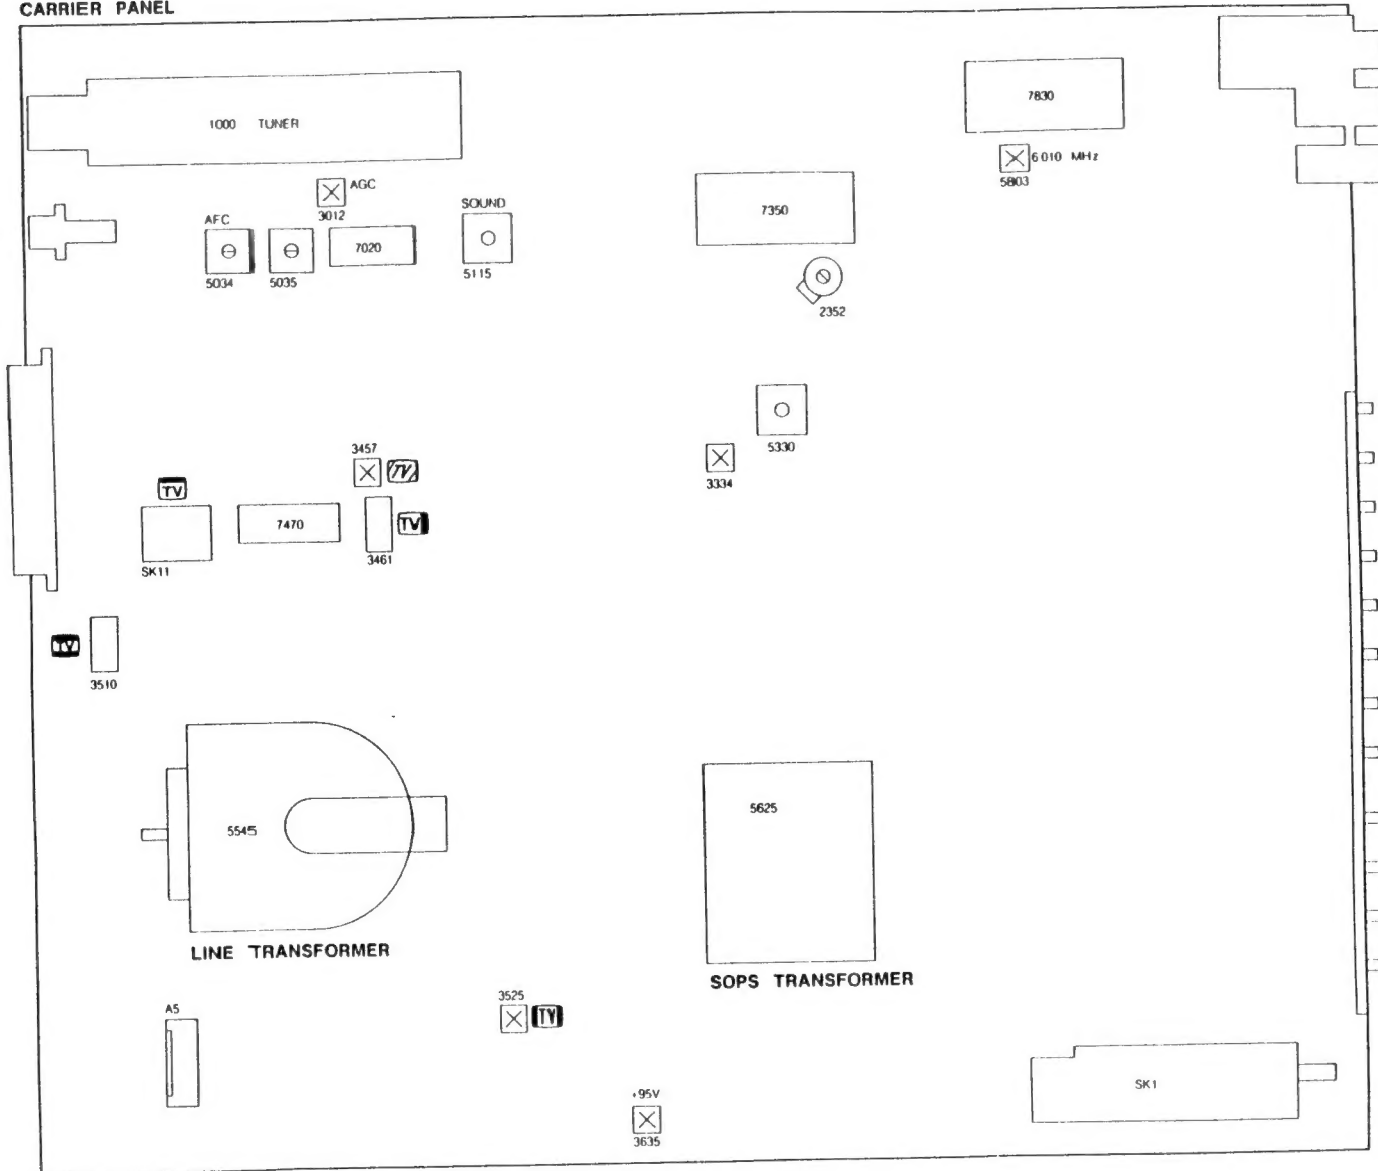 CARRIER PANEL
1000 TUNER
7830
6010 MHz
5803
AGC
3012
AFC
5034
5035
7020
SOUND
5115
7350
2352
5330
3334
3457
TV
TV
SK11
7470
3461
TV
TV
3510
5545
LINE TRANSFORMER
5625
SOPS TRANSFORMER
A5
3525
TV
+95V
3635
SK1